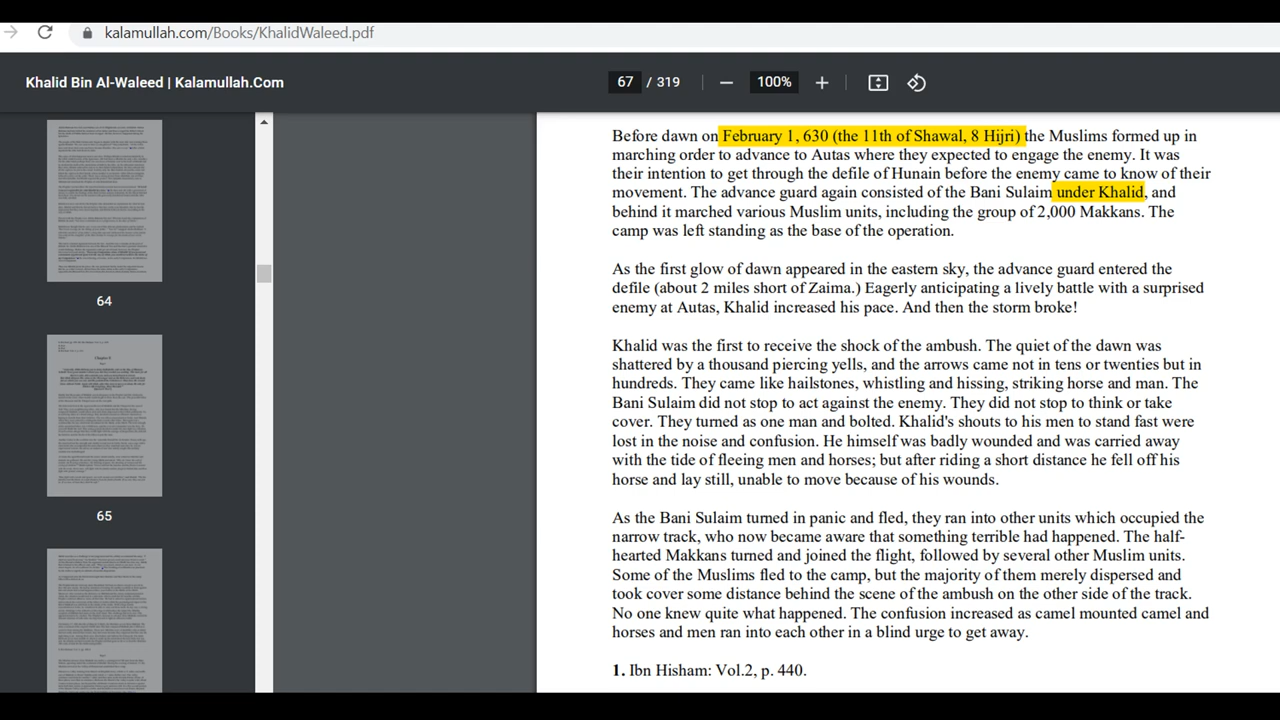 kalamullah.com/Books/KhalidWaleed.pdf
Khalid Bin Al-Waleed | Kalamullah.Com
67 / 319
100%
64
65
Before dawn on February 1, 630 (the 11th of Shawal, 8 Hijri) the Muslims formed up in
marching order to advance to Autas where they expected to engage the enemy. It was
their intention to get through the defile of Hunain before the enemy came to know of their
movement. The advance guard again consisted of the Bani Sulaim under Khalid, and
behind it marched various Muslim units, including the group of 2,000 Makkans. The
camp was left standing as the base of the operation.
As the first glow of dawn appeared in the eastern sky, the advance guard entered the
defile (about 2 miles short of Zaima.) Eagerly anticipating a lively battle with a surprised
enemy at Autas, Khalid increased his pace. And then the storm broke!
Khalid was the first to receive the shock of the ambush. The quiet of the dawn was
shattered by a thousand piercing yells, and the arrows came not in tens or twenties but in
hundreds. They came like hailstones, whistling and hissing, striking horse and man. The
Bani Sulaim did not stop to act against the enemy. They did not stop to think or take
cover. They turned as one man and bolted. Khalid's shouts to his men to stand fast were
lost in the noise and confusion. He himself was badly wounded and was carried away
with the tide of fleeing men and horses; but after riding a short distance he fell off his
horse and lay still, unable to move because of his wounds.
As the Bani Sulaim turned in panic and fled, they ran into other units which occupied the
narrow track, who now became aware that something terrible had happened. The half-
hearted Makkans turned and joined the flight, followed by several other Muslim units.
Some of the Muslims fled to the camp, but the majority of them merely dispersed and
took cover some distance behind the scene of the ambush on the other side of the track.
No one knew quite what happened. The confusion increased as camel mounted camel and
horses and men ran into each other in a blind urge to get away.
1. Ibn Hisham: Vol.2, p. 440.